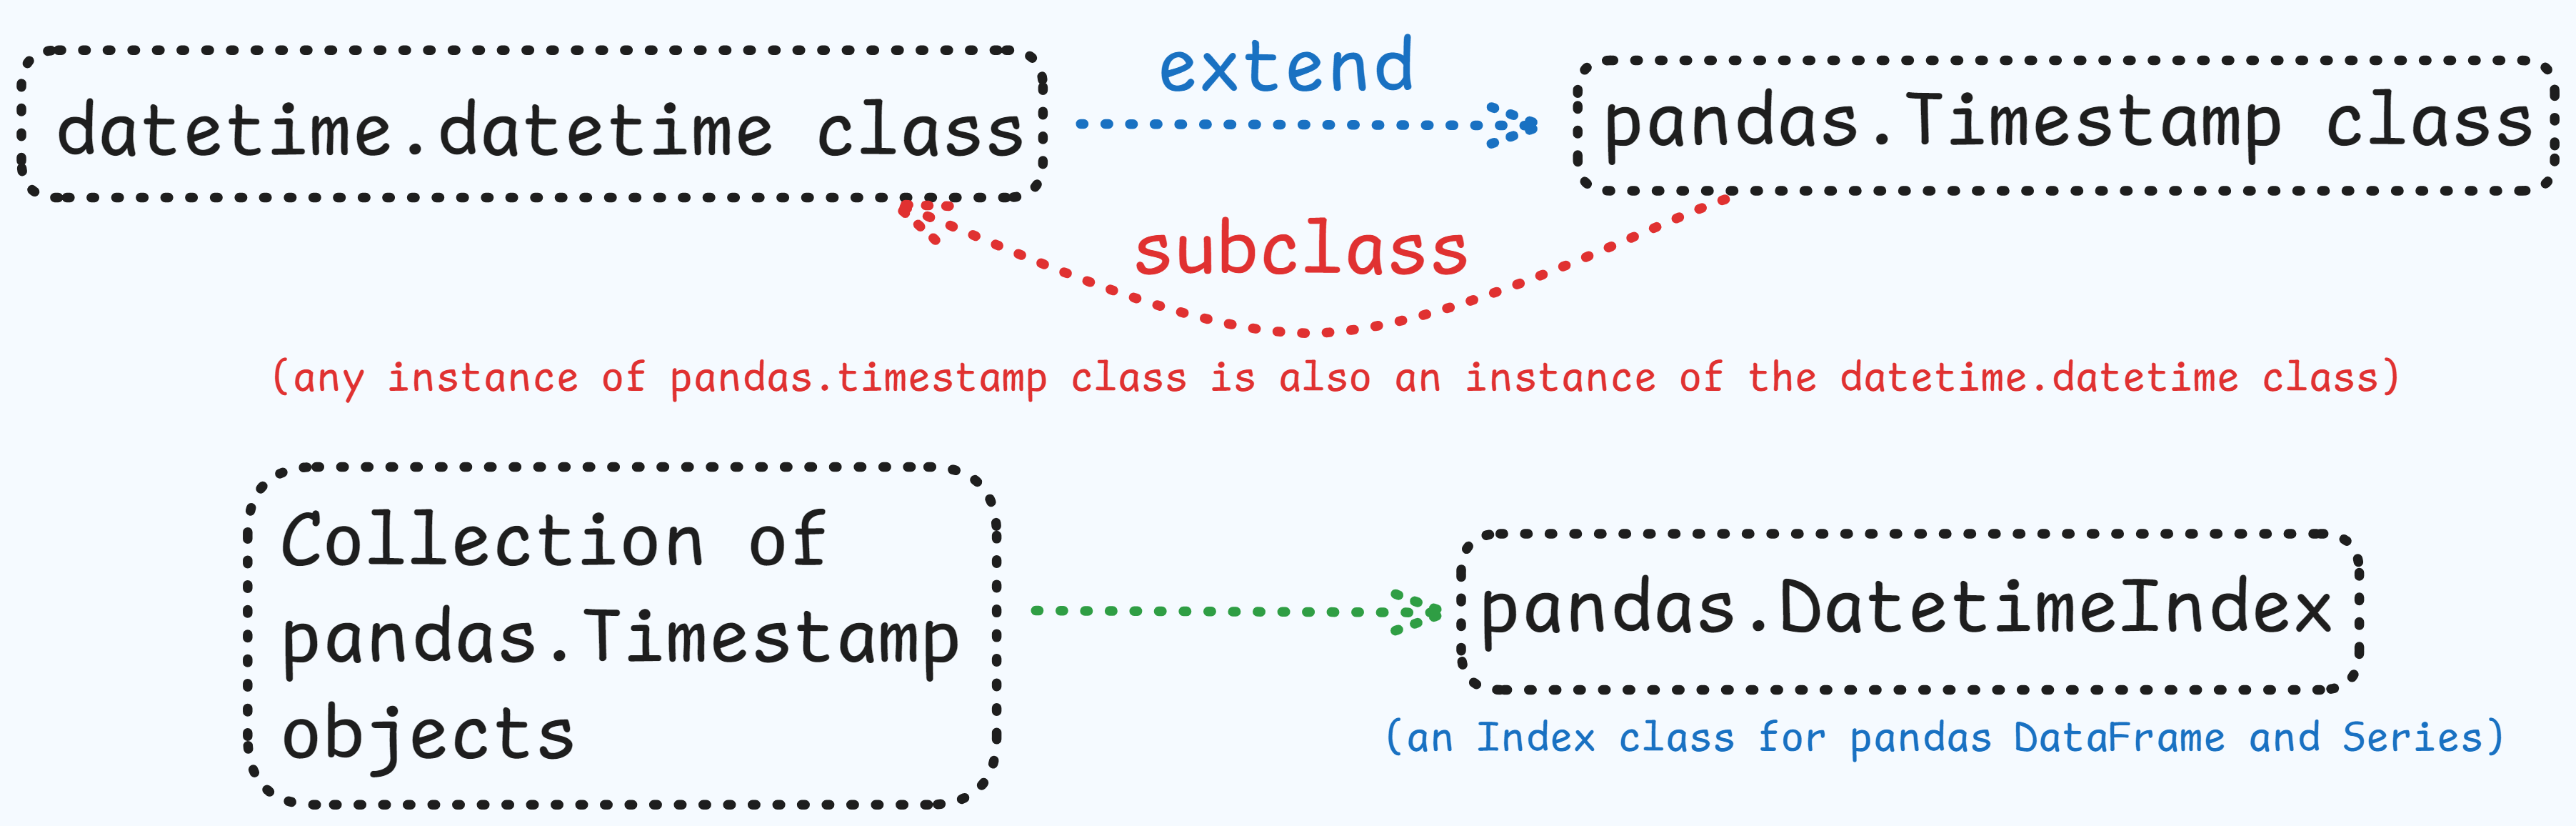 datetime.datetime class
extend
pandas.Timestamp class
subclass
(any instance of pandas.timestamp class is also an instance of the datetime.datetime class)
Collection of
pandas.Timestamp
objects
pandas.DatetimeIndex
(an Index class for pandas DataFrame and Series)